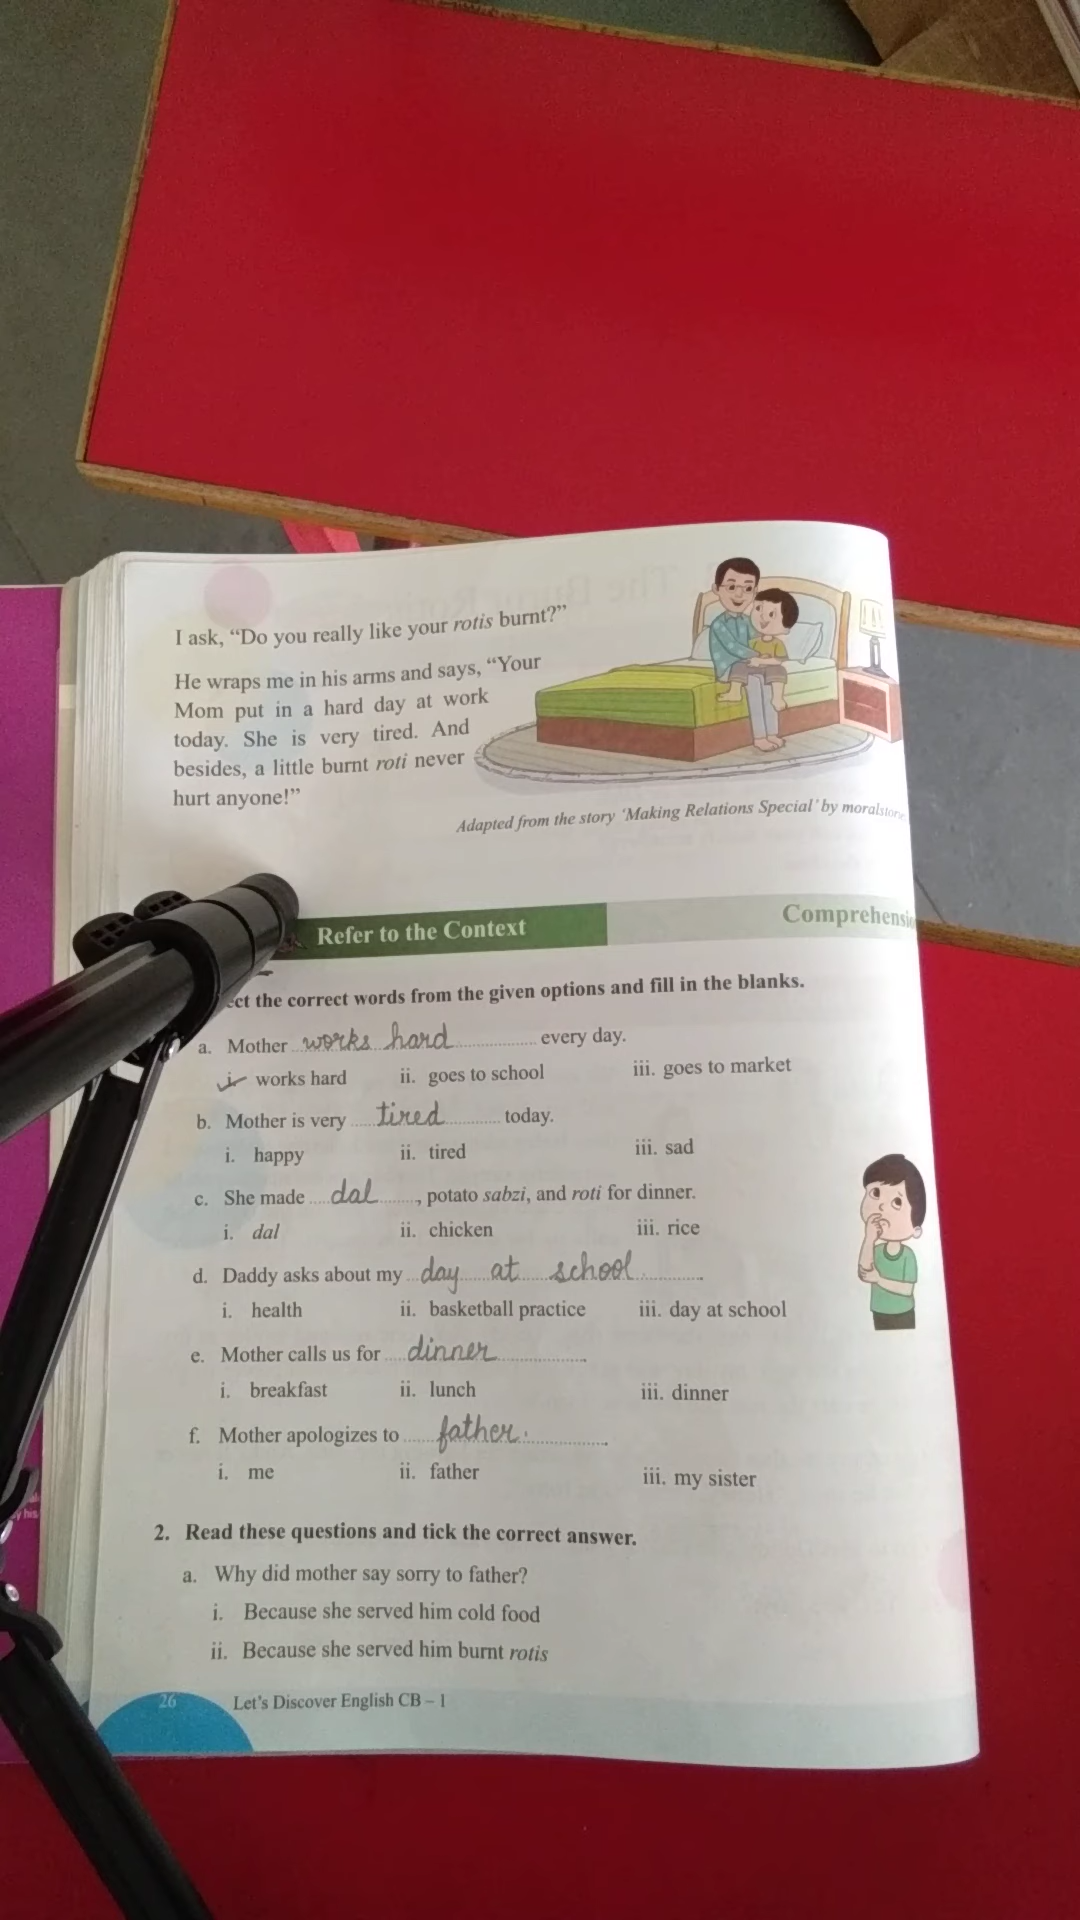 I ask, “Do you really like your rotis burnt?”
He wraps me in his arms and says, “Your
Mom put in a hard day at work
today. She is very tired. And
besides, a little burnt roti never
hurt anyone!”
Adapted from the story ‘Making Relations Special’ by
Refer to the Context
the correct words from the given options and fill in the blanks.
a. Mother works hard every day.
i. works hard ii. goes to school iii. goes to market
b. Mother is very tired today.
i. happy ii. tired iii. sad
c. She made dal, potato sabzi, and roti for dinner.
i. dal ii. chicken iii. rice
d. Daddy asks about my day at school.
i. health ii. basketball practice iii. day at school
e. Mother calls us for dinner.
i. breakfast ii. lunch iii. dinner
f. Mother apologizes to father.
i. me ii. father iii. my sister
2. Read these questions and tick the correct answer.
a. Why did mother say sorry to father?
i. Because she served him cold food
ii. Because she served him burnt rotis
26 Let’s Discover English CB – 1